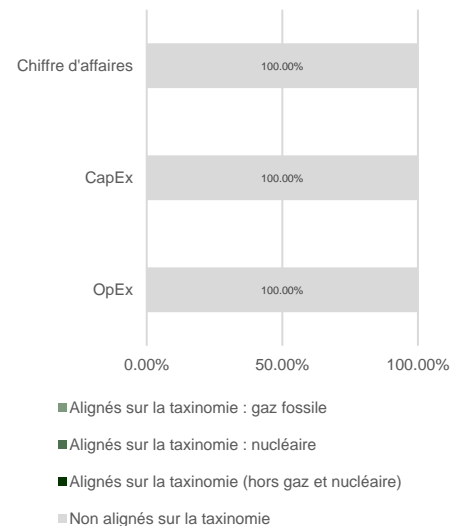 Chiffre d'affaires
100.00%
CapEx
100.00%
OpEx
100.00%
0.00% 50.00% 100.00%
Alignés sur la taxinomie : gaz fossile
Alignés sur la taxinomie : nucléaire
Alignés sur la taxinomie (hors gaz et nucléaire)
Non alignés sur la taxinomie